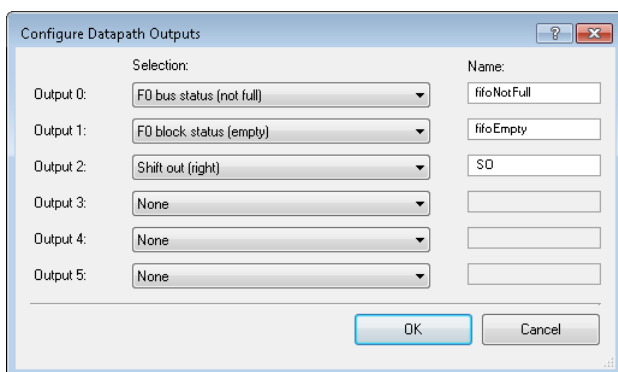 Configure Datapath Outputs
Selection: Name:
Output 0: F0 bus status (not full) fifoNotFull
Output 1: F0 block status (empty) fifoEmpty
Output 2: Shift out (right) SO
Output 3: None
Output 4: None
Output 5: None
OK Cancel